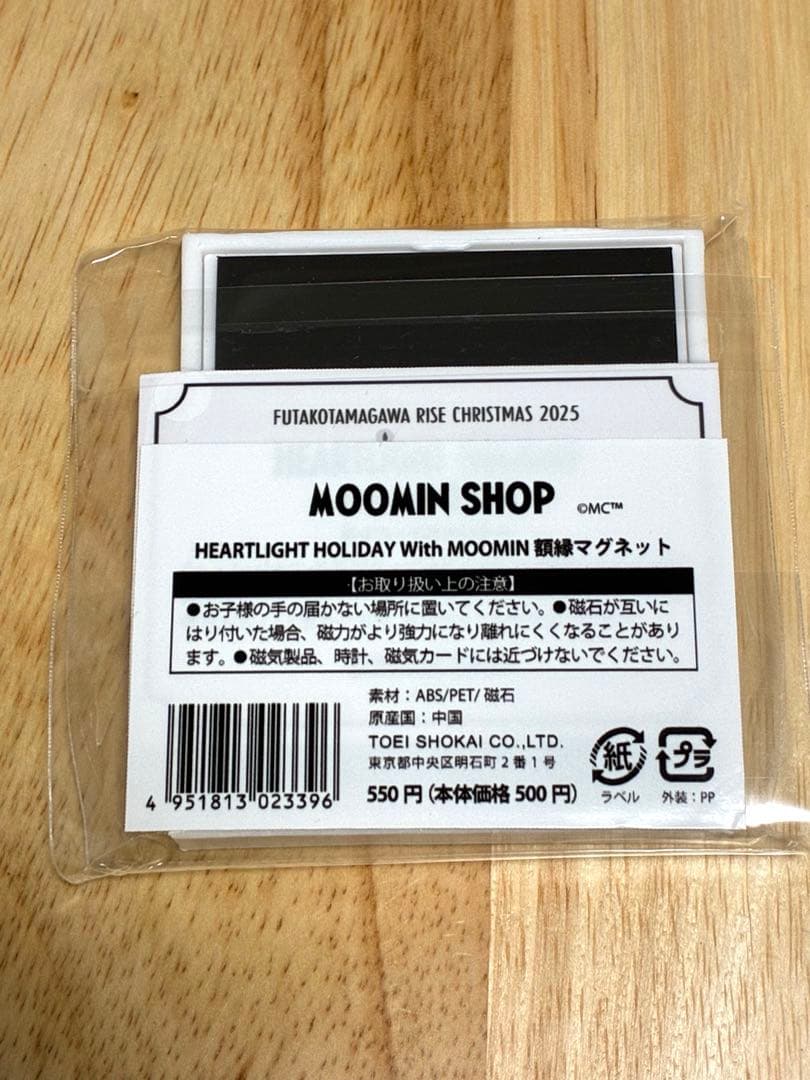 FUTAKOTAMAGAWA RISE CHRISTMAS 2025
MOOMIN SHOP ©MC™
HEARTLIGHT HOLIDAY With MOOMIN 額縁マグネット
【お取り扱い上の注意】
●お子様の手の届かない場所に置いてください。●磁石が互いに
はり付いた場合、磁力がより強力になり離れにくくなることがあり
ます。●磁気製品、時計、磁気カードには近づけないでください。
素材：ABS/PET/ 磁石
原産国：中国
TOEI SHOKAI CO.,LTD.
東京都中央区明石町2番1号
550円（本体価格500円）
4 951813 023396
紙
ラベル
プラ
外装：PP